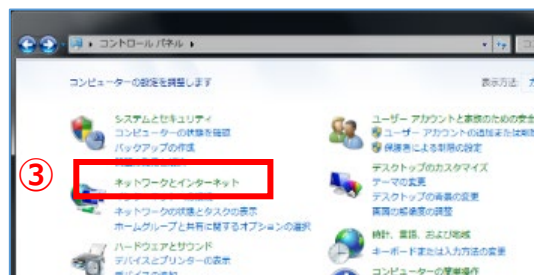 コントロール パネル
コンピューターの設定を調整します
表示方法:
システムとセキュリティ
コンピューターの状態を確認
バックアップの作成
③
ネットワークとインターネット
ネットワークの状態とタスクの表示
ホームグループと共有に関するオプションの選択
ハードウェアとサウンド
デバイスとプリンターの表示
デバイスの追加
ユーザー アカウントと家族のための安全
ユーザー アカウントの追加または削除
保護者による制限の設定
デスクトップのカスタマイズ
テーマの変更
デスクトップの背景の変更
画面の解像度の調整
時計、言語、および地域
キーボードまたは入力方法の変更
コンピューターの簡単操作